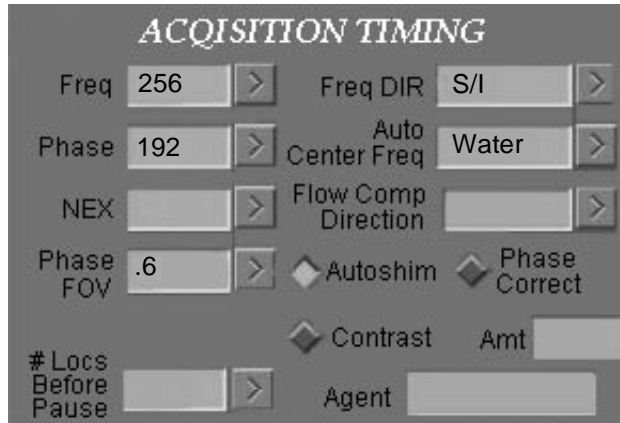 ACQISITION TIMING
Freq 256 > Freq DIR S/I >
Phase 192 > Auto Center Freq Water >
NEX > Flow Comp Direction >
Phase FOV .6 > Autoshim Phase Correct
Contrast Amt
# Locs Before Pause > Agent